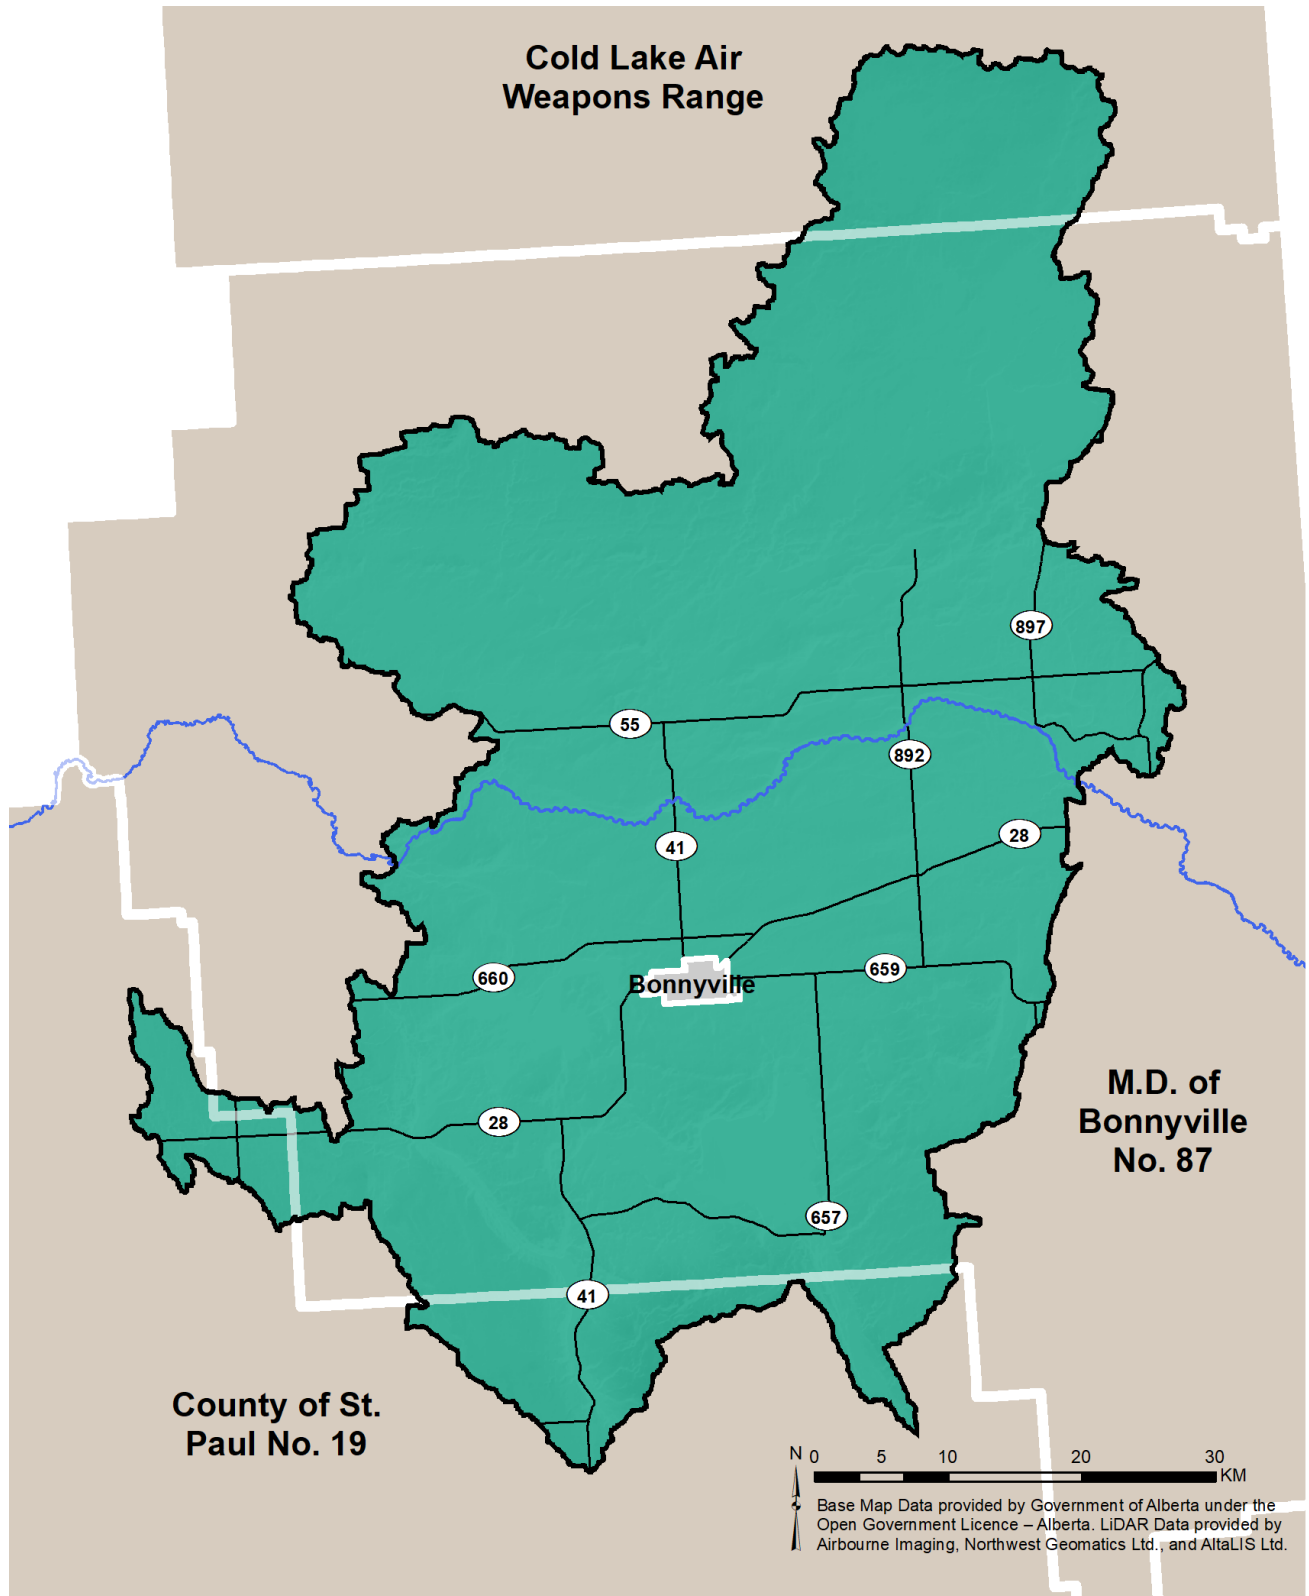 Cold Lake Air
Weapons Range
897
55
892
28
41
660
659
Bonnyville
M.D. of
Bonnyville
No. 87
28
657
41
County of St.
Paul No. 19
N 0 5 10 20 30
KM
Base Map Data provided by Government of Alberta under the
Open Government Licence – Alberta. LiDAR Data provided by
Airbourne Imaging, Northwest Geomatics Ltd., and AltaLIS Ltd.